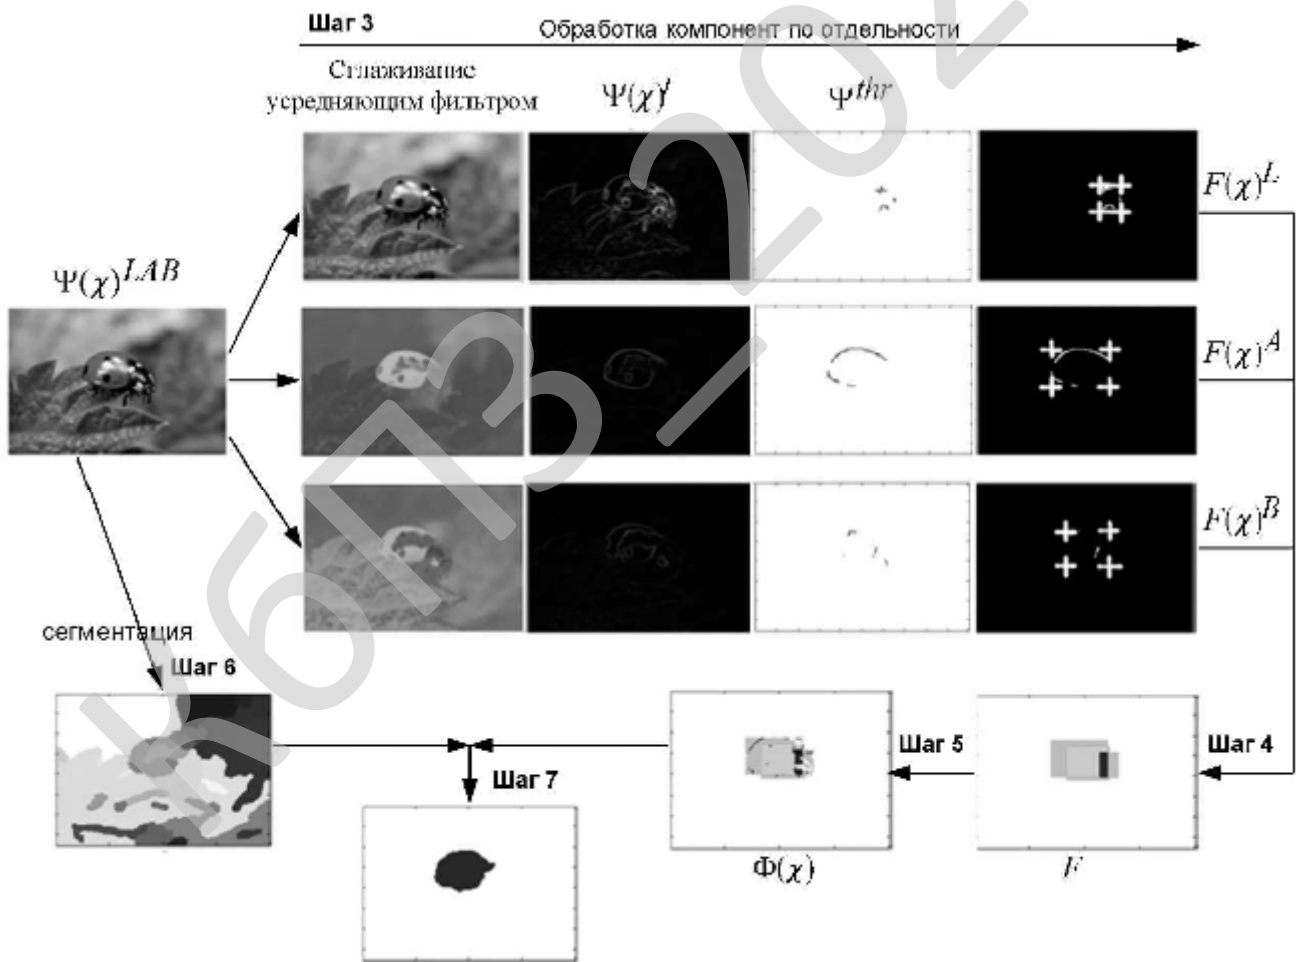 Шаг 3
Обработка компонент по отдельности
Сглаживание
усредняющим фильтром
Ψ(χ)ᶦ
Ψᵗʰʳ
F(χ)ᴸ
Ψ(χ)ᴸᴬᴮ
F(χ)ᴬ
F(χ)ᴮ
сегментация
Шаг 6
Шаг 5
Шаг 4
Шаг 7
Φ(χ)
F